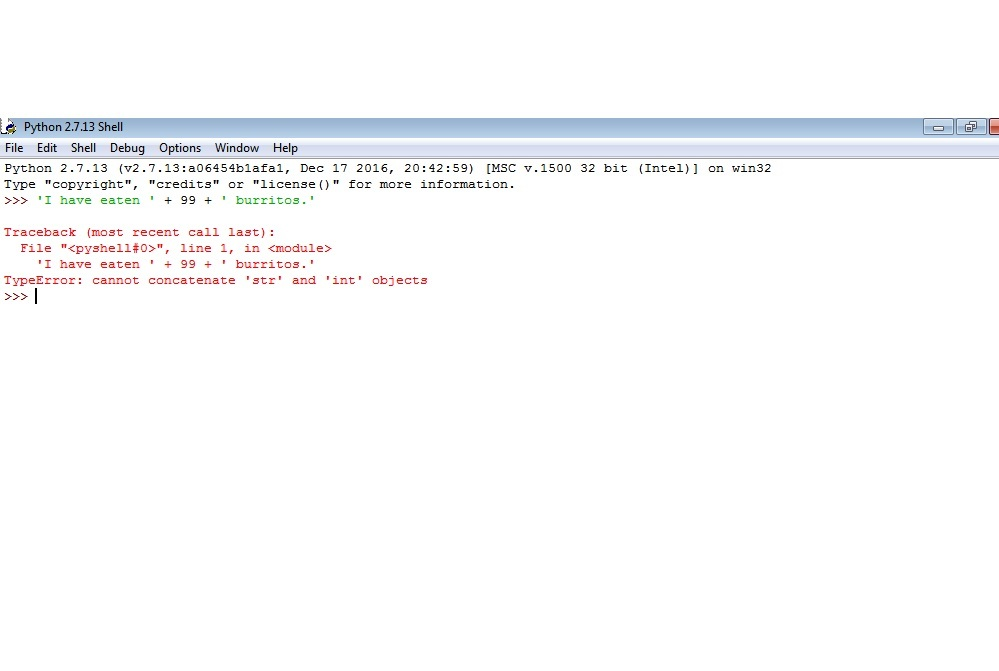 Python 2.7.13 Shell
File Edit Shell Debug Options Window Help
Python 2.7.13 (v2.7.13:a06454b1afa1, Dec 17 2016, 20:42:59) [MSC v.1500 32 bit (Intel)] on win32
Type "copyright", "credits" or "license()" for more information.
>>> 'I have eaten ' + 99 + ' burritos.'
Traceback (most recent call last):
  File "<pyshell#0>", line 1, in <module>
    'I have eaten ' + 99 + ' burritos.'
TypeError: cannot concatenate 'str' and 'int' objects
>>>